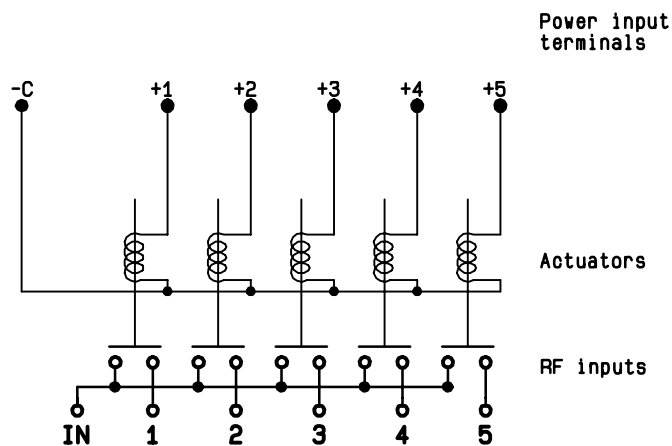 Power input
terminals
-C +1 +2 +3 +4 +5
Actuators
RF inputs
IN 1 2 3 4 5